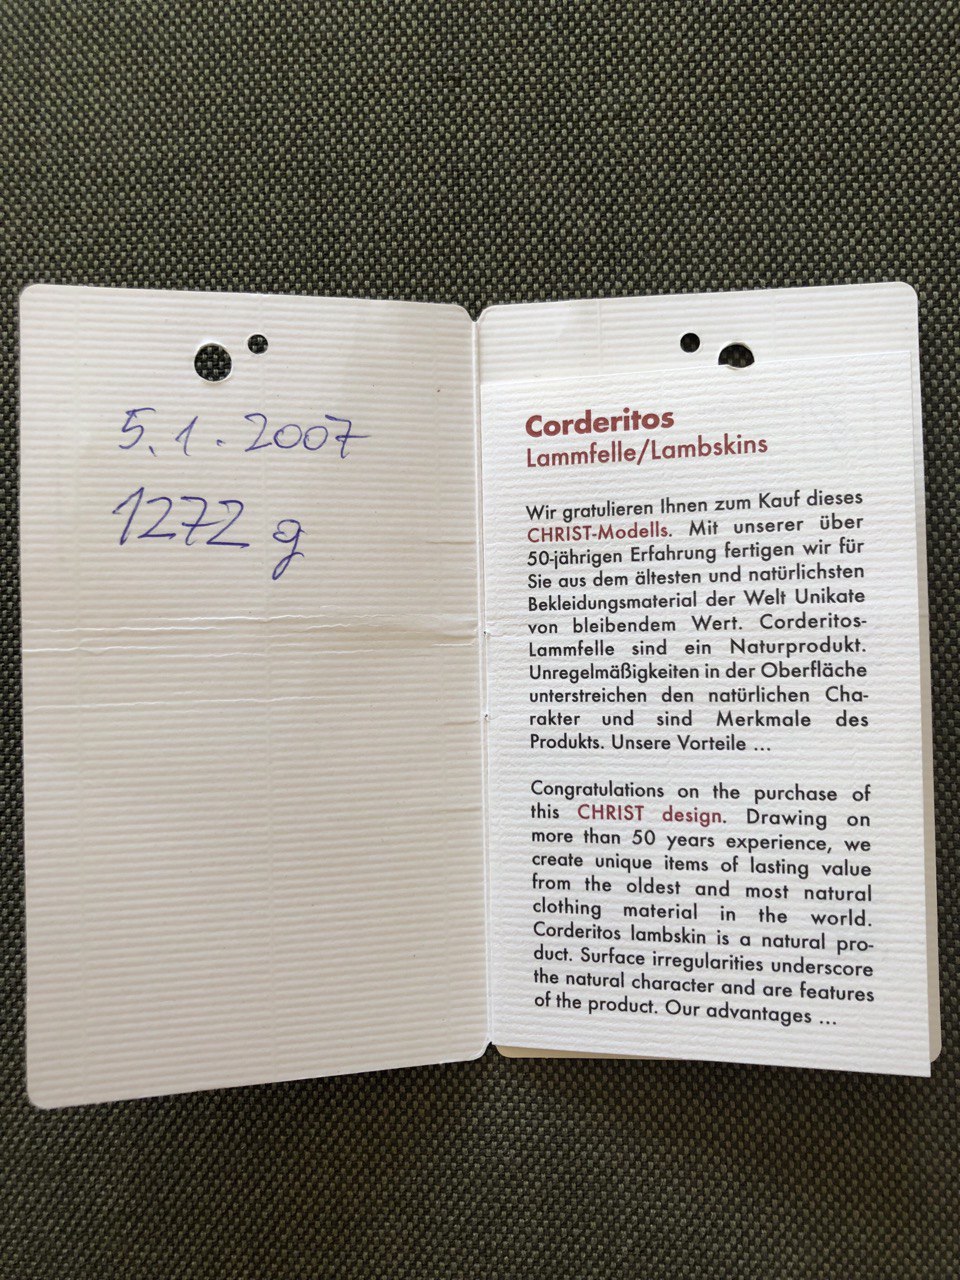 5.1.2007
1272 g
Corderitos
Lammfelle/Lambskins
Wir gratulieren Ihnen zum Kauf dieses
CHRIST-Modells. Mit unserer über
50-jährigen Erfahrung fertigen wir für
Sie aus dem ältesten und natürlichsten
Bekleidungsmaterial der Welt Unikate
von bleibendem Wert. Corderitos-
Lammfelle sind ein Naturprodukt.
Unregelmäßigkeiten in der Oberfläche
unterstreichen den natürlichen Cha-
rakter und sind Merkmale des
Produkts. Unsere Vorteile ...
Congratulations on the purchase of
this CHRIST design. Drawing on
more than 50 years experience, we
create unique items of lasting value
from the oldest and most natural
clothing material in the world.
Corderitos lambskin is a natural pro-
duct. Surface irregularities underscore
the natural character and are features
of the product. Our advantages ...